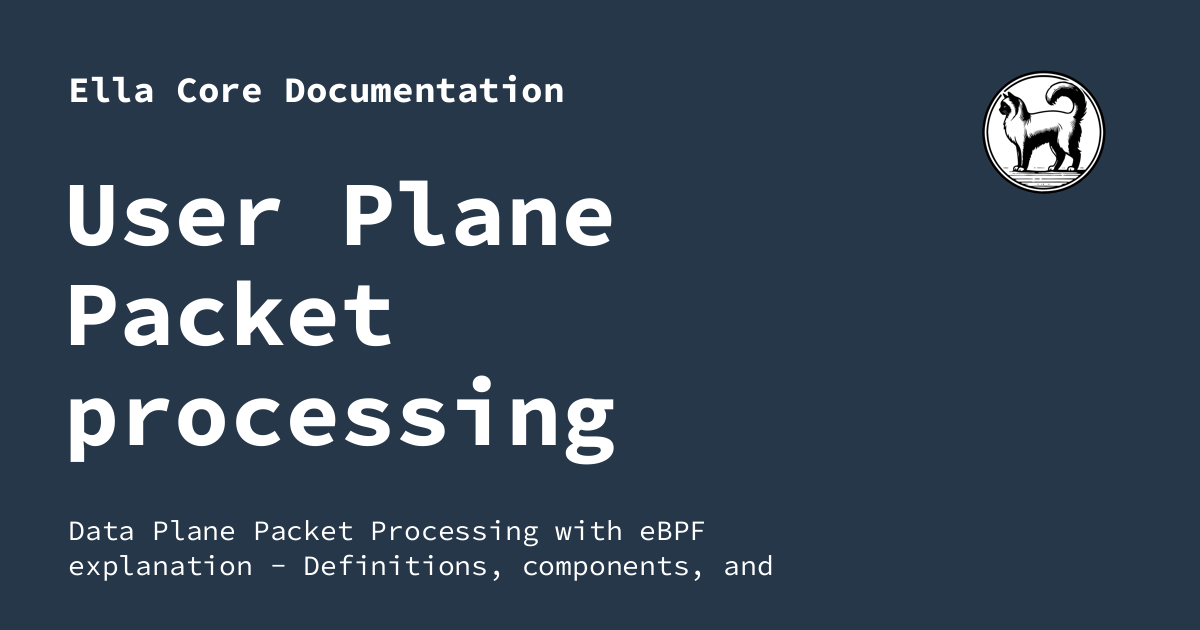 Ella Core Documentation
User Plane
Packet
processing
Data Plane Packet Processing with eBPF
explanation - Definitions, components, and